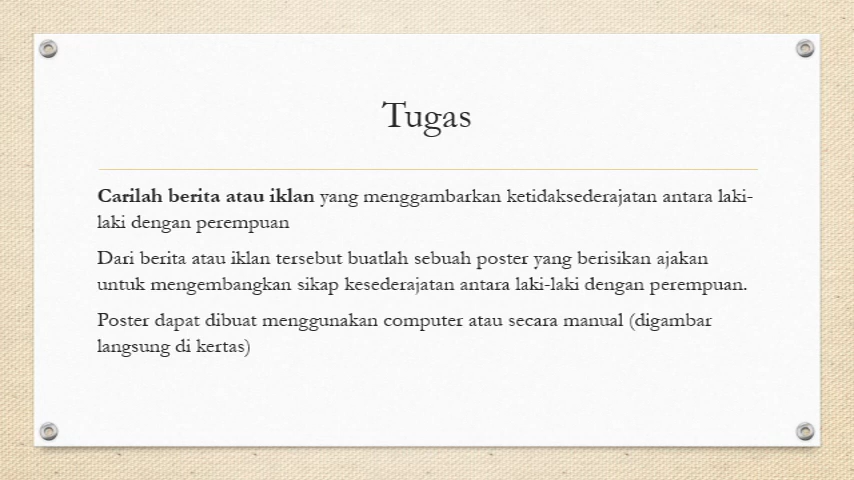 Tugas
Carilah berita atau iklan yang menggambarkan ketidaksederajatan antara laki-
laki dengan perempuan
Dari berita atau iklan tersebut buatlah sebuah poster yang berisikan ajakan
untuk mengembangkan sikap kesederajatan antara laki-laki dengan perempuan.
Poster dapat dibuat menggunakan computer atau secara manual (digambar
langsung di kertas)